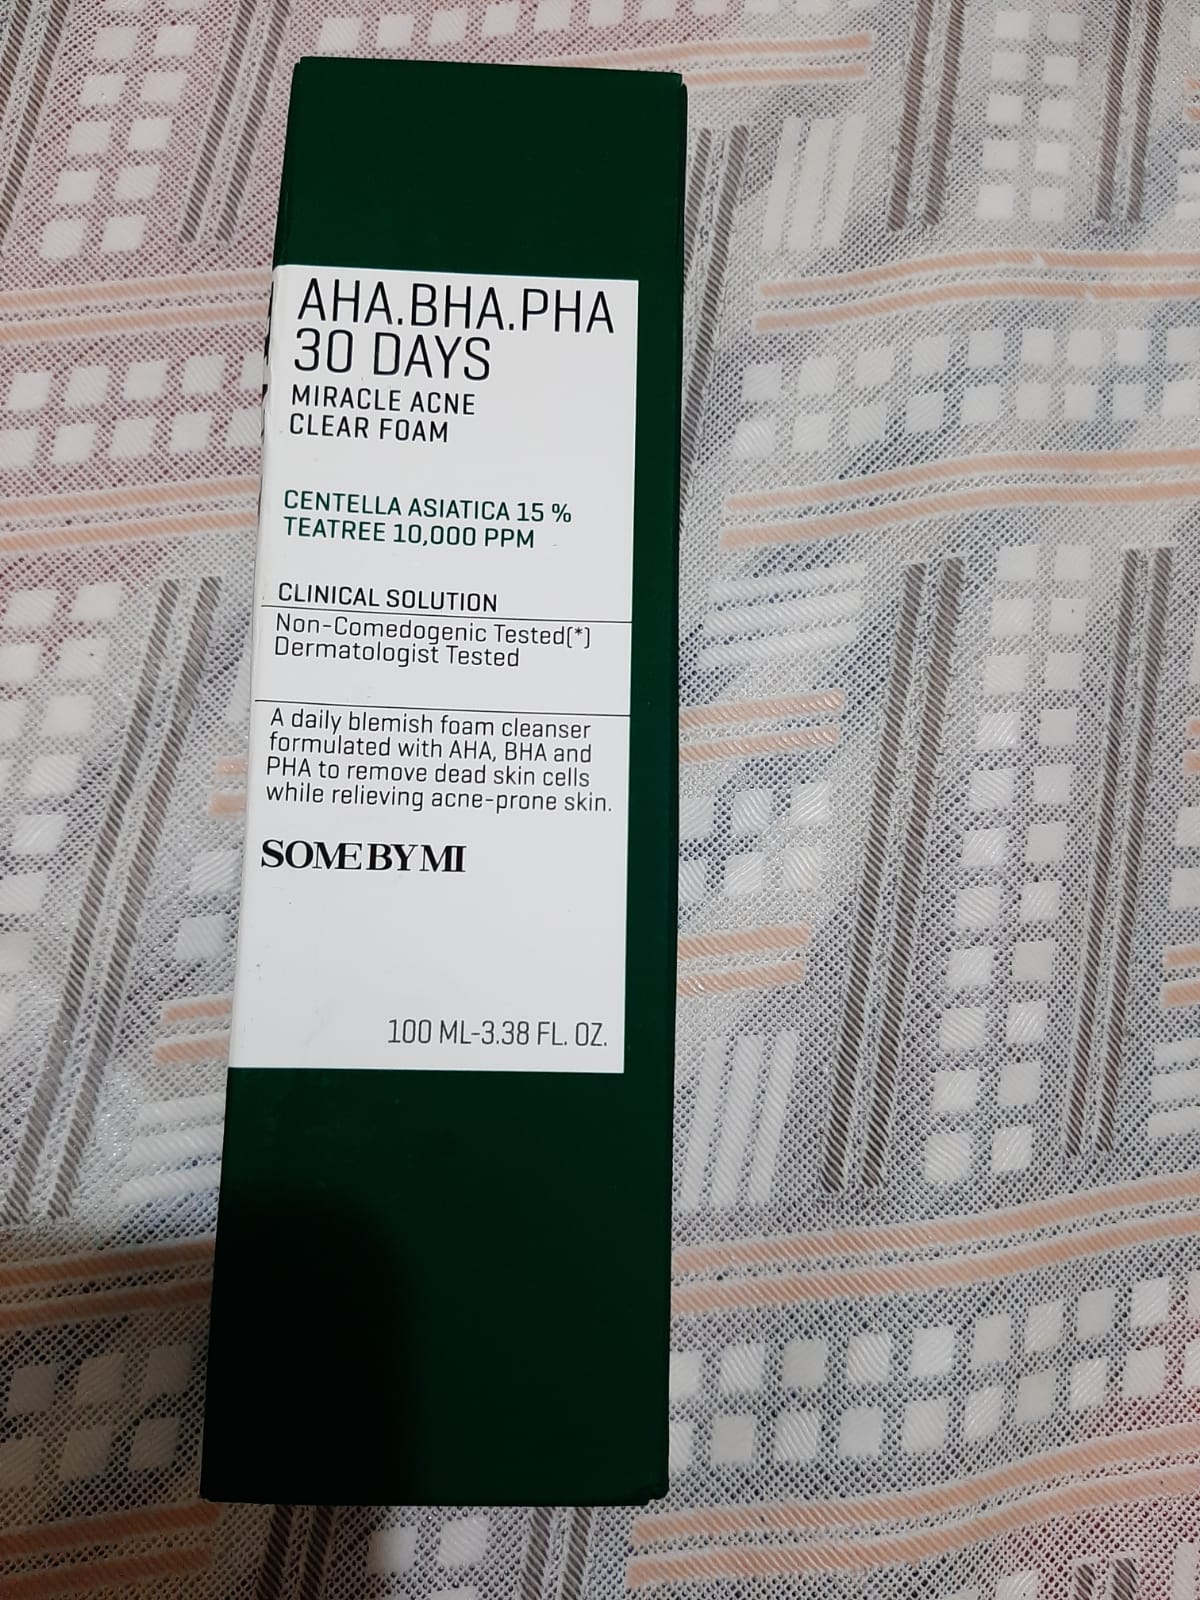 AHA.BHA.PHA
30 DAYS
MIRACLE ACNE
CLEAR FOAM
CENTELLA ASIATICA 15 %
TEATREE 10,000 PPM
CLINICAL SOLUTION
Non-Comedogenic Tested(*)
Dermatologist Tested
A daily blemish foam cleanser
formulated with AHA, BHA and
PHA to remove dead skin cells
while relieving acne-prone skin.
SOME BY MI
100 ML-3.38 FL. OZ.